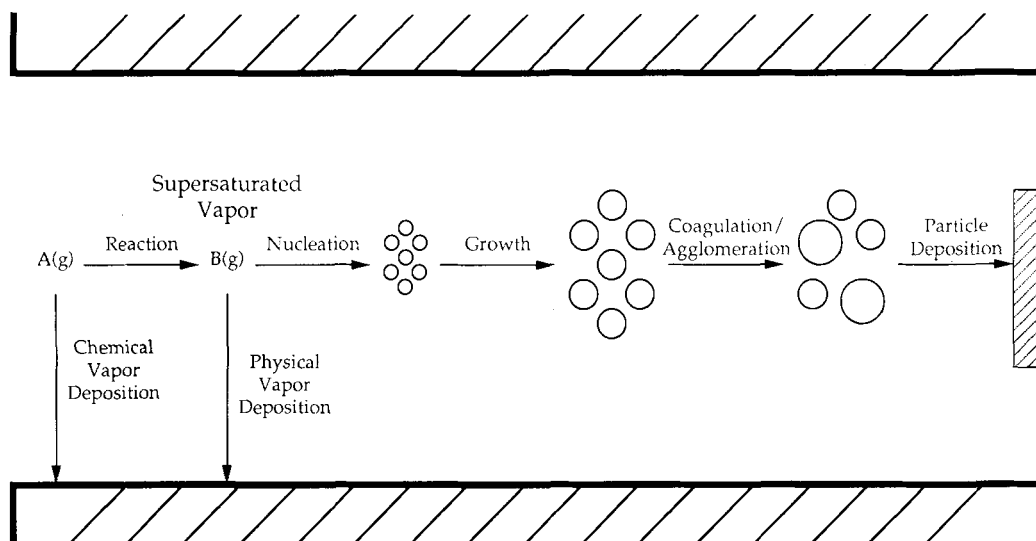 Supersaturated
Vapor
A(g)
Reaction
B(g)
Nucleation
Growth
Coagulation/
Agglomeration
Particle
Deposition
Chemical
Vapor
Deposition
Physical
Vapor
Deposition